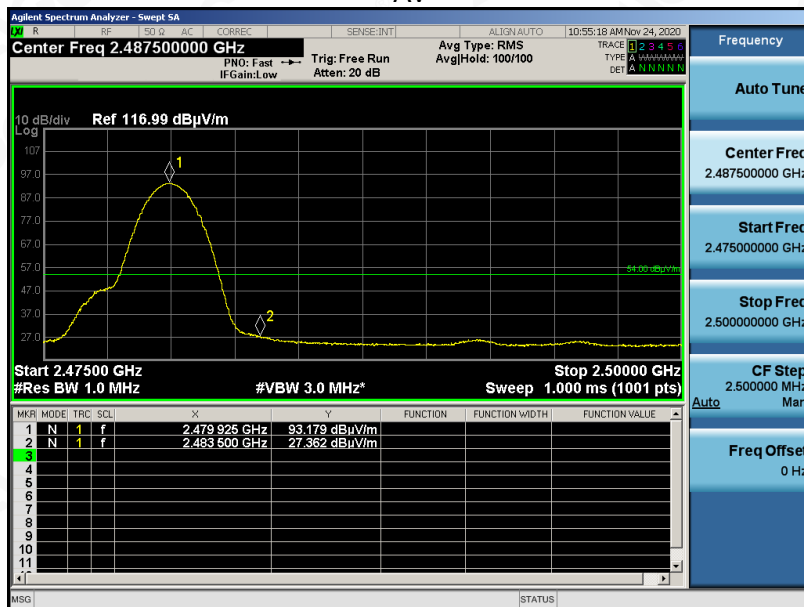 Agilent Spectrum Analyzer - Swept SA
LXI R RF 50 Ω AC CORREC SENSE:INT ALIGN AUTO 10:55:18 AM Nov 24, 2020
Center Freq 2.487500000 GHz
PNO: Fast
IFGain:Low
Trig: Free Run
Atten: 20 dB
Avg Type: RMS
Avg|Hold: 100/100
TRACE 1 2 3 4 5 6
TYPE A WWWWW
DET A N N N N N
10 dB/div Ref 116.99 dBµV/m
Log
107
97.0
87.0
77.0
67.0
57.0
47.0
37.0
27.0
1
2
54.00 dBµV/m
Start 2.47500 GHz Stop 2.50000 GHz
#Res BW 1.0 MHz #VBW 3.0 MHz* Sweep 1.000 ms (1001 pts)
MKR MODE TRC SCL X Y FUNCTION FUNCTION WIDTH FUNCTION VALUE
1 N 1 f 2.479 925 GHz 93.179 dBµV/m
2 N 1 f 2.483 500 GHz 27.362 dBµV/m
3
4
5
6
7
8
9
10
11
MSG STATUS
Frequency
Auto Tune
Center Freq
2.487500000 GHz
Start Freq
2.475000000 GHz
Stop Freq
2.500000000 GHz
CF Step
2.500000 MHz
Auto Man
Freq Offset
0 Hz